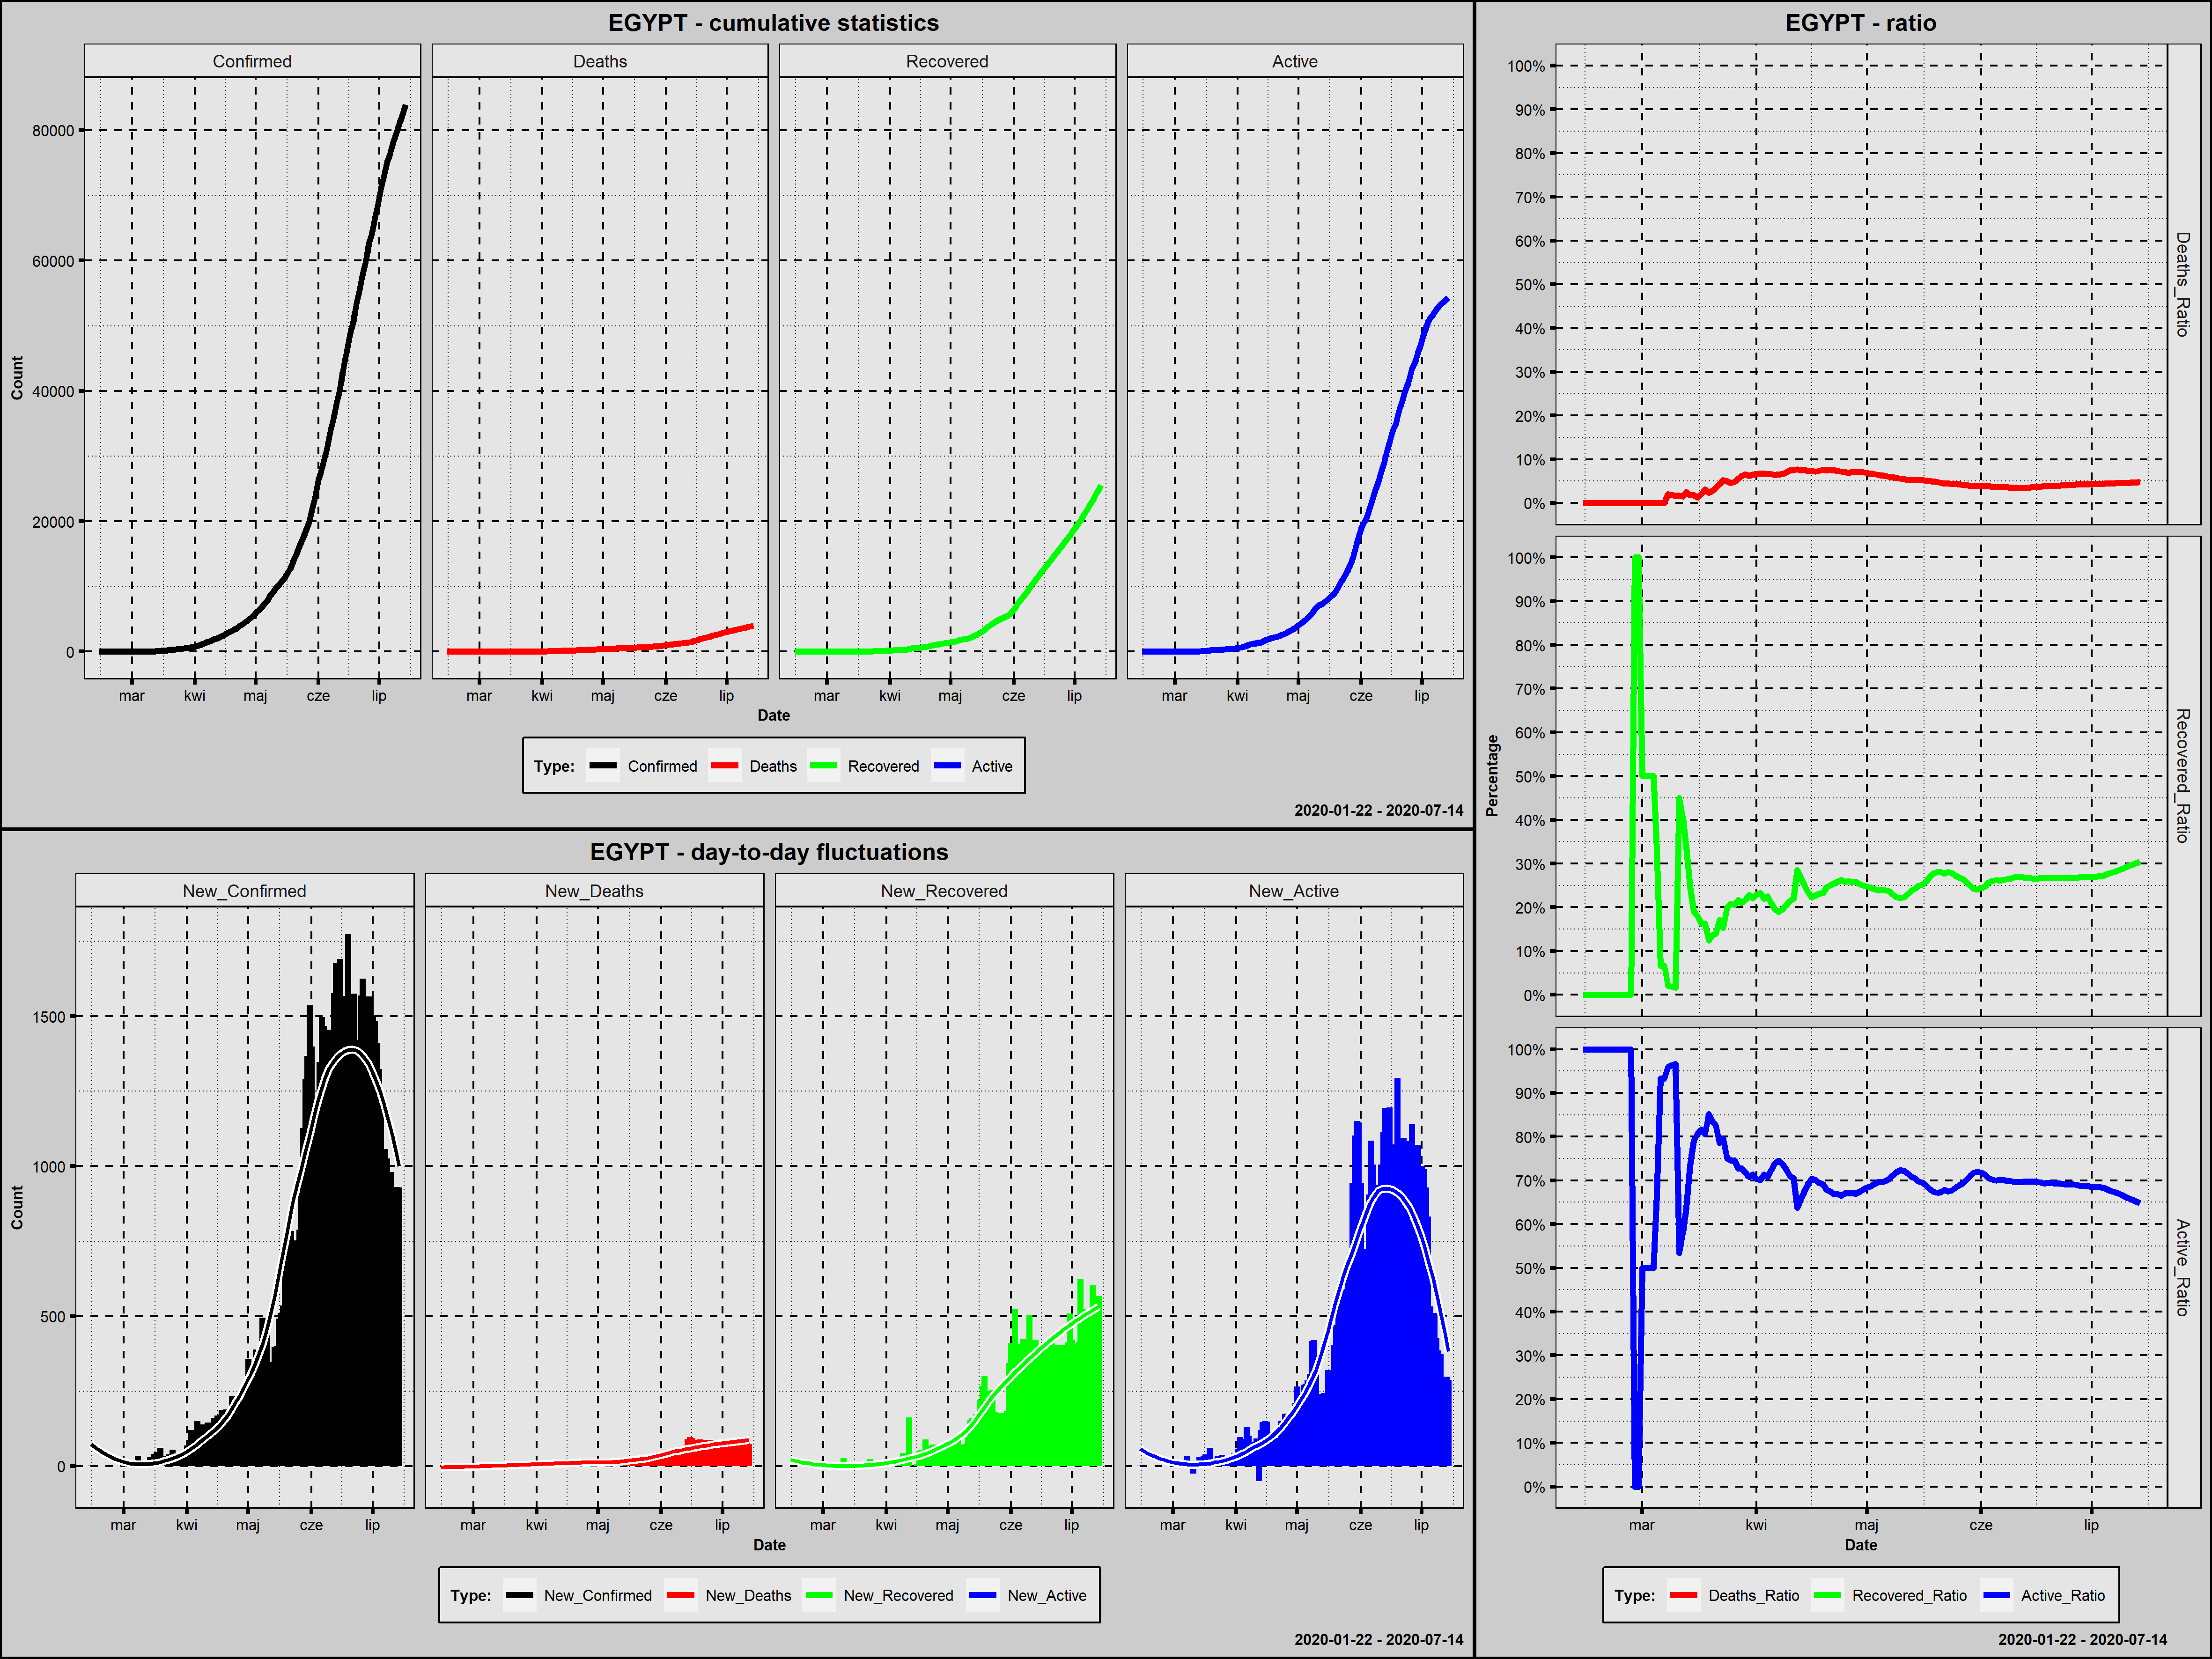 EGYPT - cumulative statistics
Confirmed Deaths Recovered Active
Count
80000
60000
40000
20000
0
mar kwi maj cze lip mar kwi maj cze lip mar kwi maj cze lip mar kwi maj cze lip
Date
Type: Confirmed Deaths Recovered Active
2020-01-22 - 2020-07-14
EGYPT - day-to-day fluctuations
New_Confirmed New_Deaths New_Recovered New_Active
Count
1500
1000
500
0
mar kwi maj cze lip mar kwi maj cze lip mar kwi maj cze lip mar kwi maj cze lip
Date
Type: New_Confirmed New_Deaths New_Recovered New_Active
2020-01-22 - 2020-07-14
EGYPT - ratio
Percentage
100%
90%
80%
70%
60%
50%
40%
30%
20%
10%
0%
Deaths_Ratio
100%
90%
80%
70%
60%
50%
40%
30%
20%
10%
0%
Recovered_Ratio
100%
90%
80%
70%
60%
50%
40%
30%
20%
10%
0%
Active_Ratio
mar kwi maj cze lip
Date
Type: Deaths_Ratio Recovered_Ratio Active_Ratio
2020-01-22 - 2020-07-14